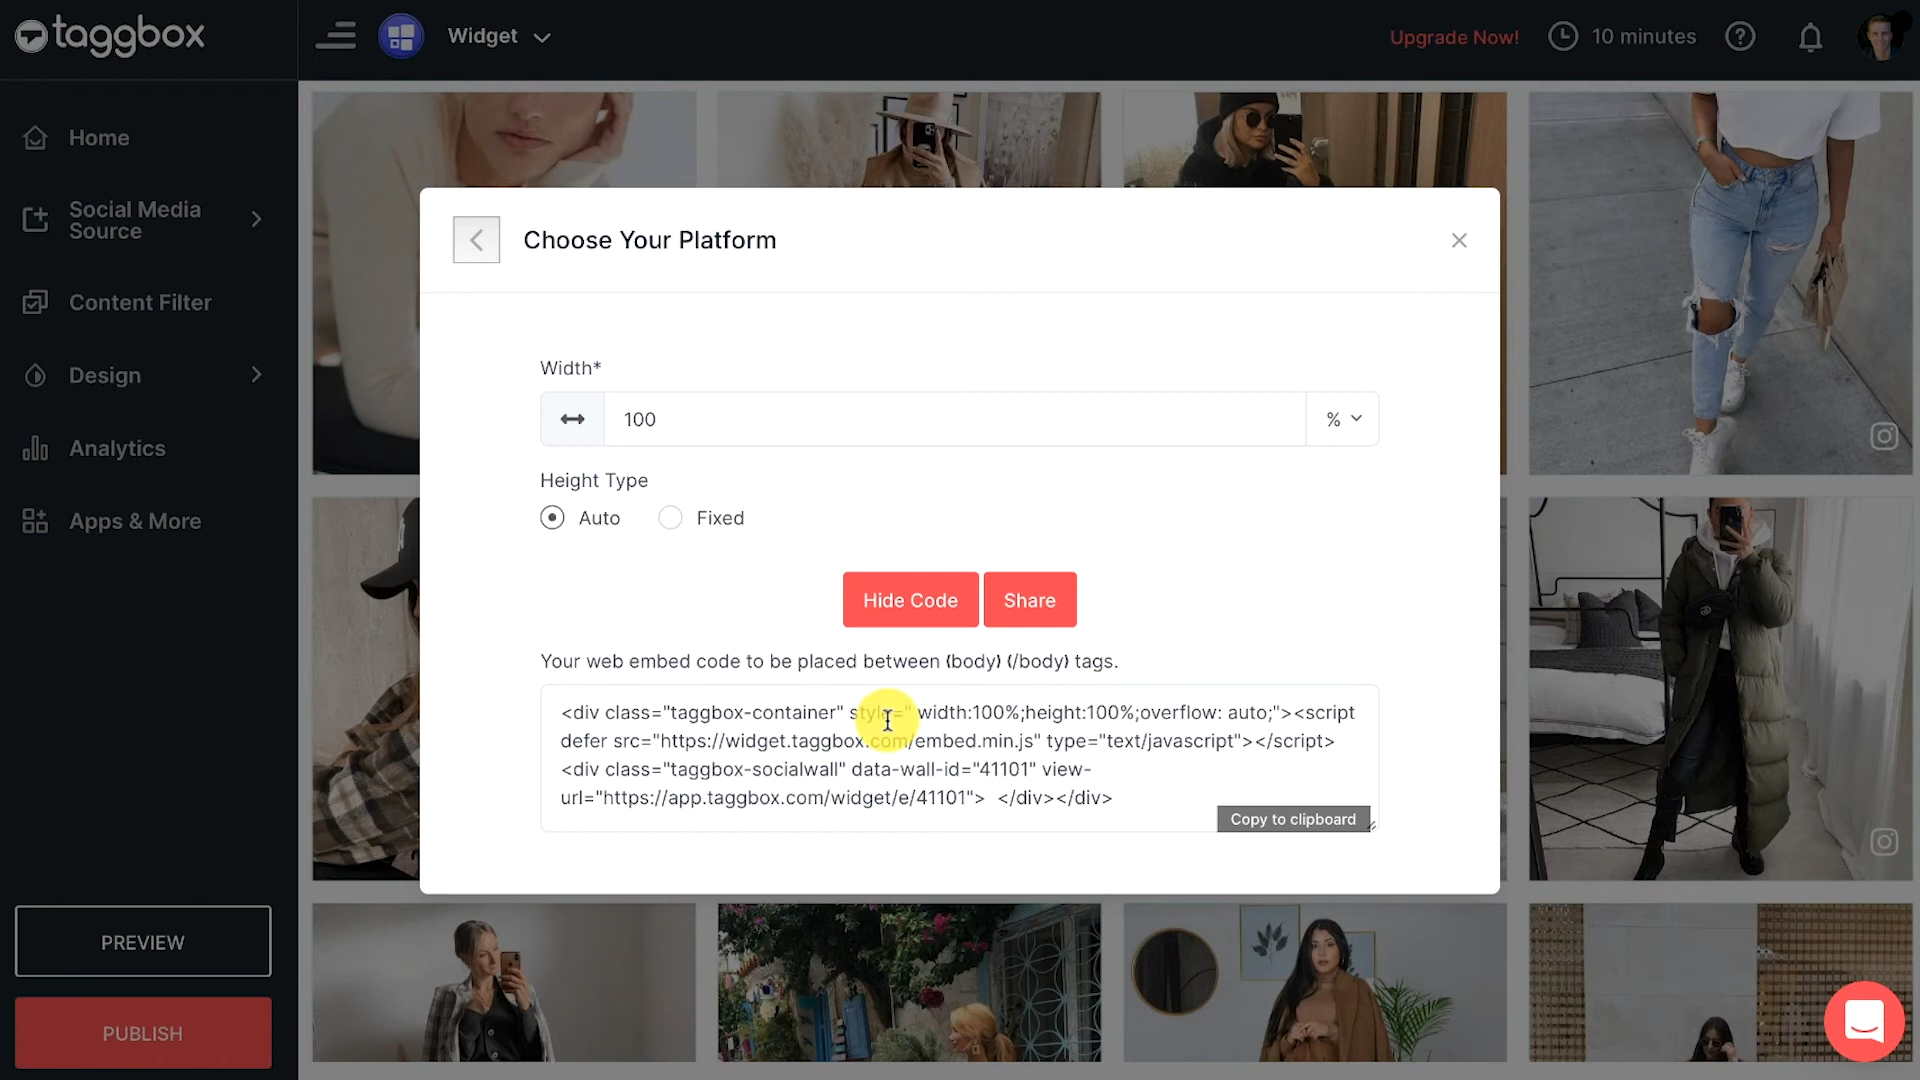 taggbox
Widget
Upgrade Now!
10 minutes
Home
Social Media
Source
Content Filter
Design
Analytics
Apps & More
PREVIEW
PUBLISH
Choose Your Platform
Width*
100
%
Height Type
Auto
Fixed
Hide Code
Share
Your web embed code to be placed between (body) (/body) tags.
<div class="taggbox-container" style=" width:100%;height:100%;overflow: auto;"><script
defer src="https://widget.taggbox.com/embed.min.js" type="text/javascript"></script>
<div class="taggbox-socialwall" data-wall-id="41101" view-
url="https://app.taggbox.com/widget/e/41101">  </div></div>
Copy to clipboard